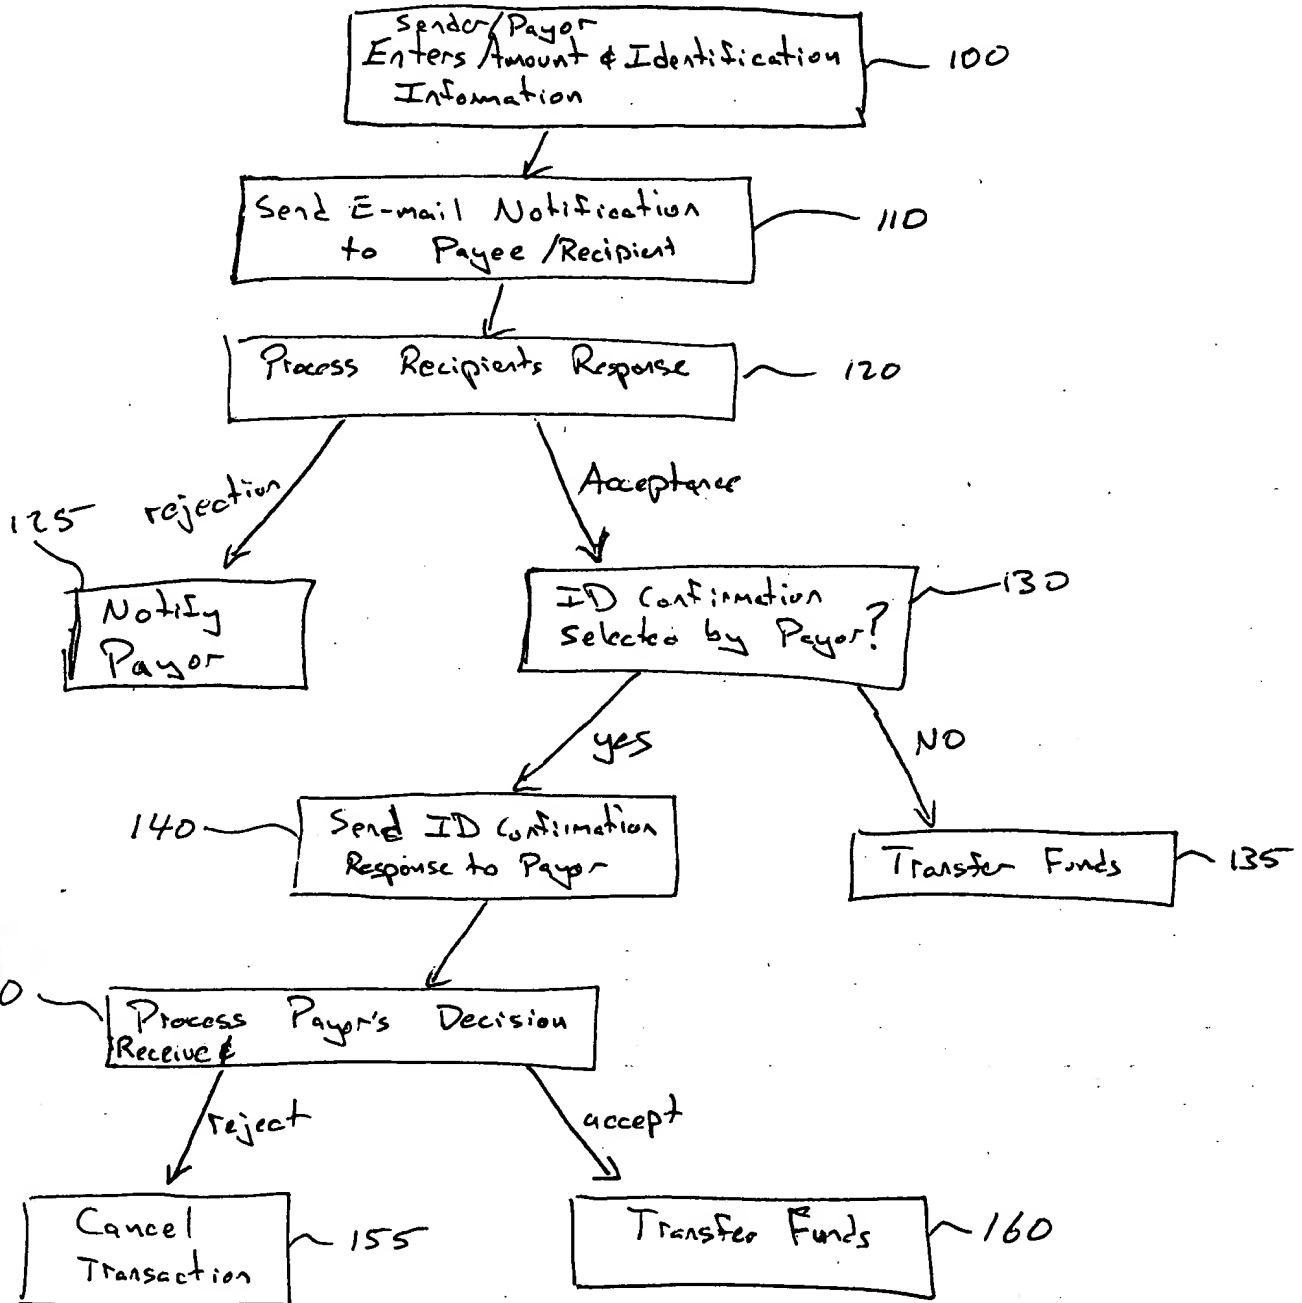 Sender/Payor
Enters Amount & Identification
Information
100
Send E-mail Notification
to Payee/Recipient
110
Process Recipients Response
120
rejection
Acceptance
125
Notify
Payor
ID Confirmation
Selected by Payor?
130
yes
NO
140
Send ID Confirmation
Response to Payor
Transfer Funds
135
0
Process Payor's Decision
Receive &
reject
accept
Cancel
Transaction
155
Transfer Funds
160